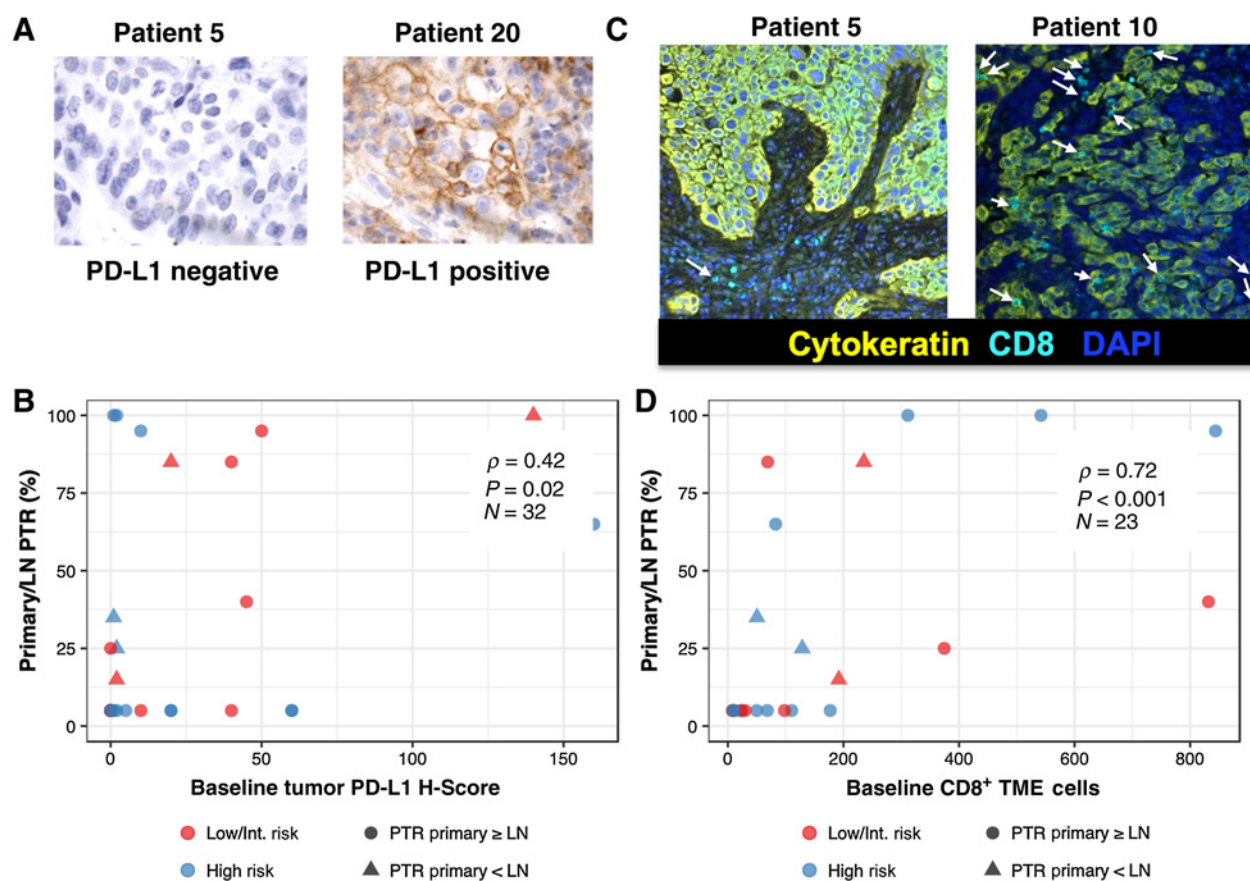 A
Patient 5
Patient 20
PD-L1 negative
PD-L1 positive
C
Patient 5
Patient 10
Cytokeratin CD8 DAPI
B
Primary/LN PTR (%)
100
75
50
25
0
ρ = 0.42
P = 0.02
N = 32
0
50
100
150
Baseline tumor PD-L1 H-Score
Low/Int. risk
PTR primary ≥ LN
High risk
PTR primary < LN
D
Primary/LN PTR (%)
100
75
50
25
0
ρ = 0.72
P < 0.001
N = 23
0
200
400
600
800
Baseline CD8⁺ TME cells
Low/Int. risk
PTR primary ≥ LN
High risk
PTR primary < LN